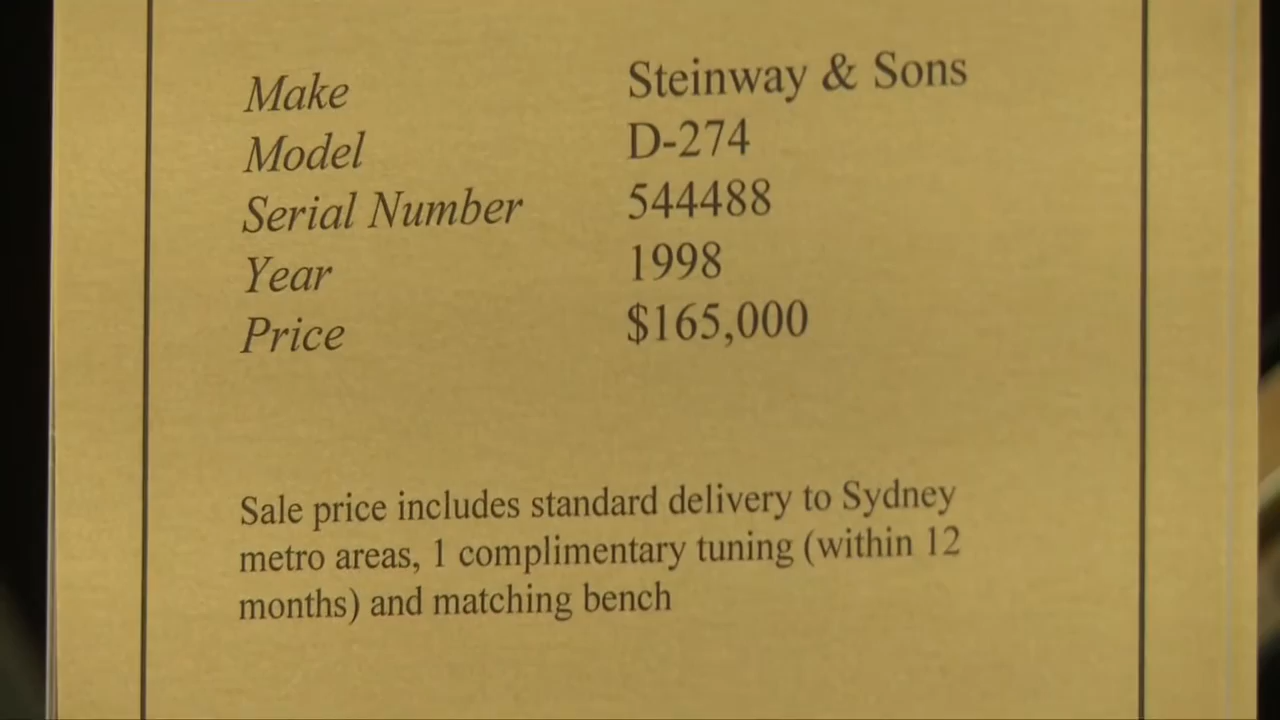 Make Steinway & Sons
Model D-274
Serial Number 544488
Year 1998
Price $165,000
Sale price includes standard delivery to Sydney
metro areas, 1 complimentary tuning (within 12
months) and matching bench